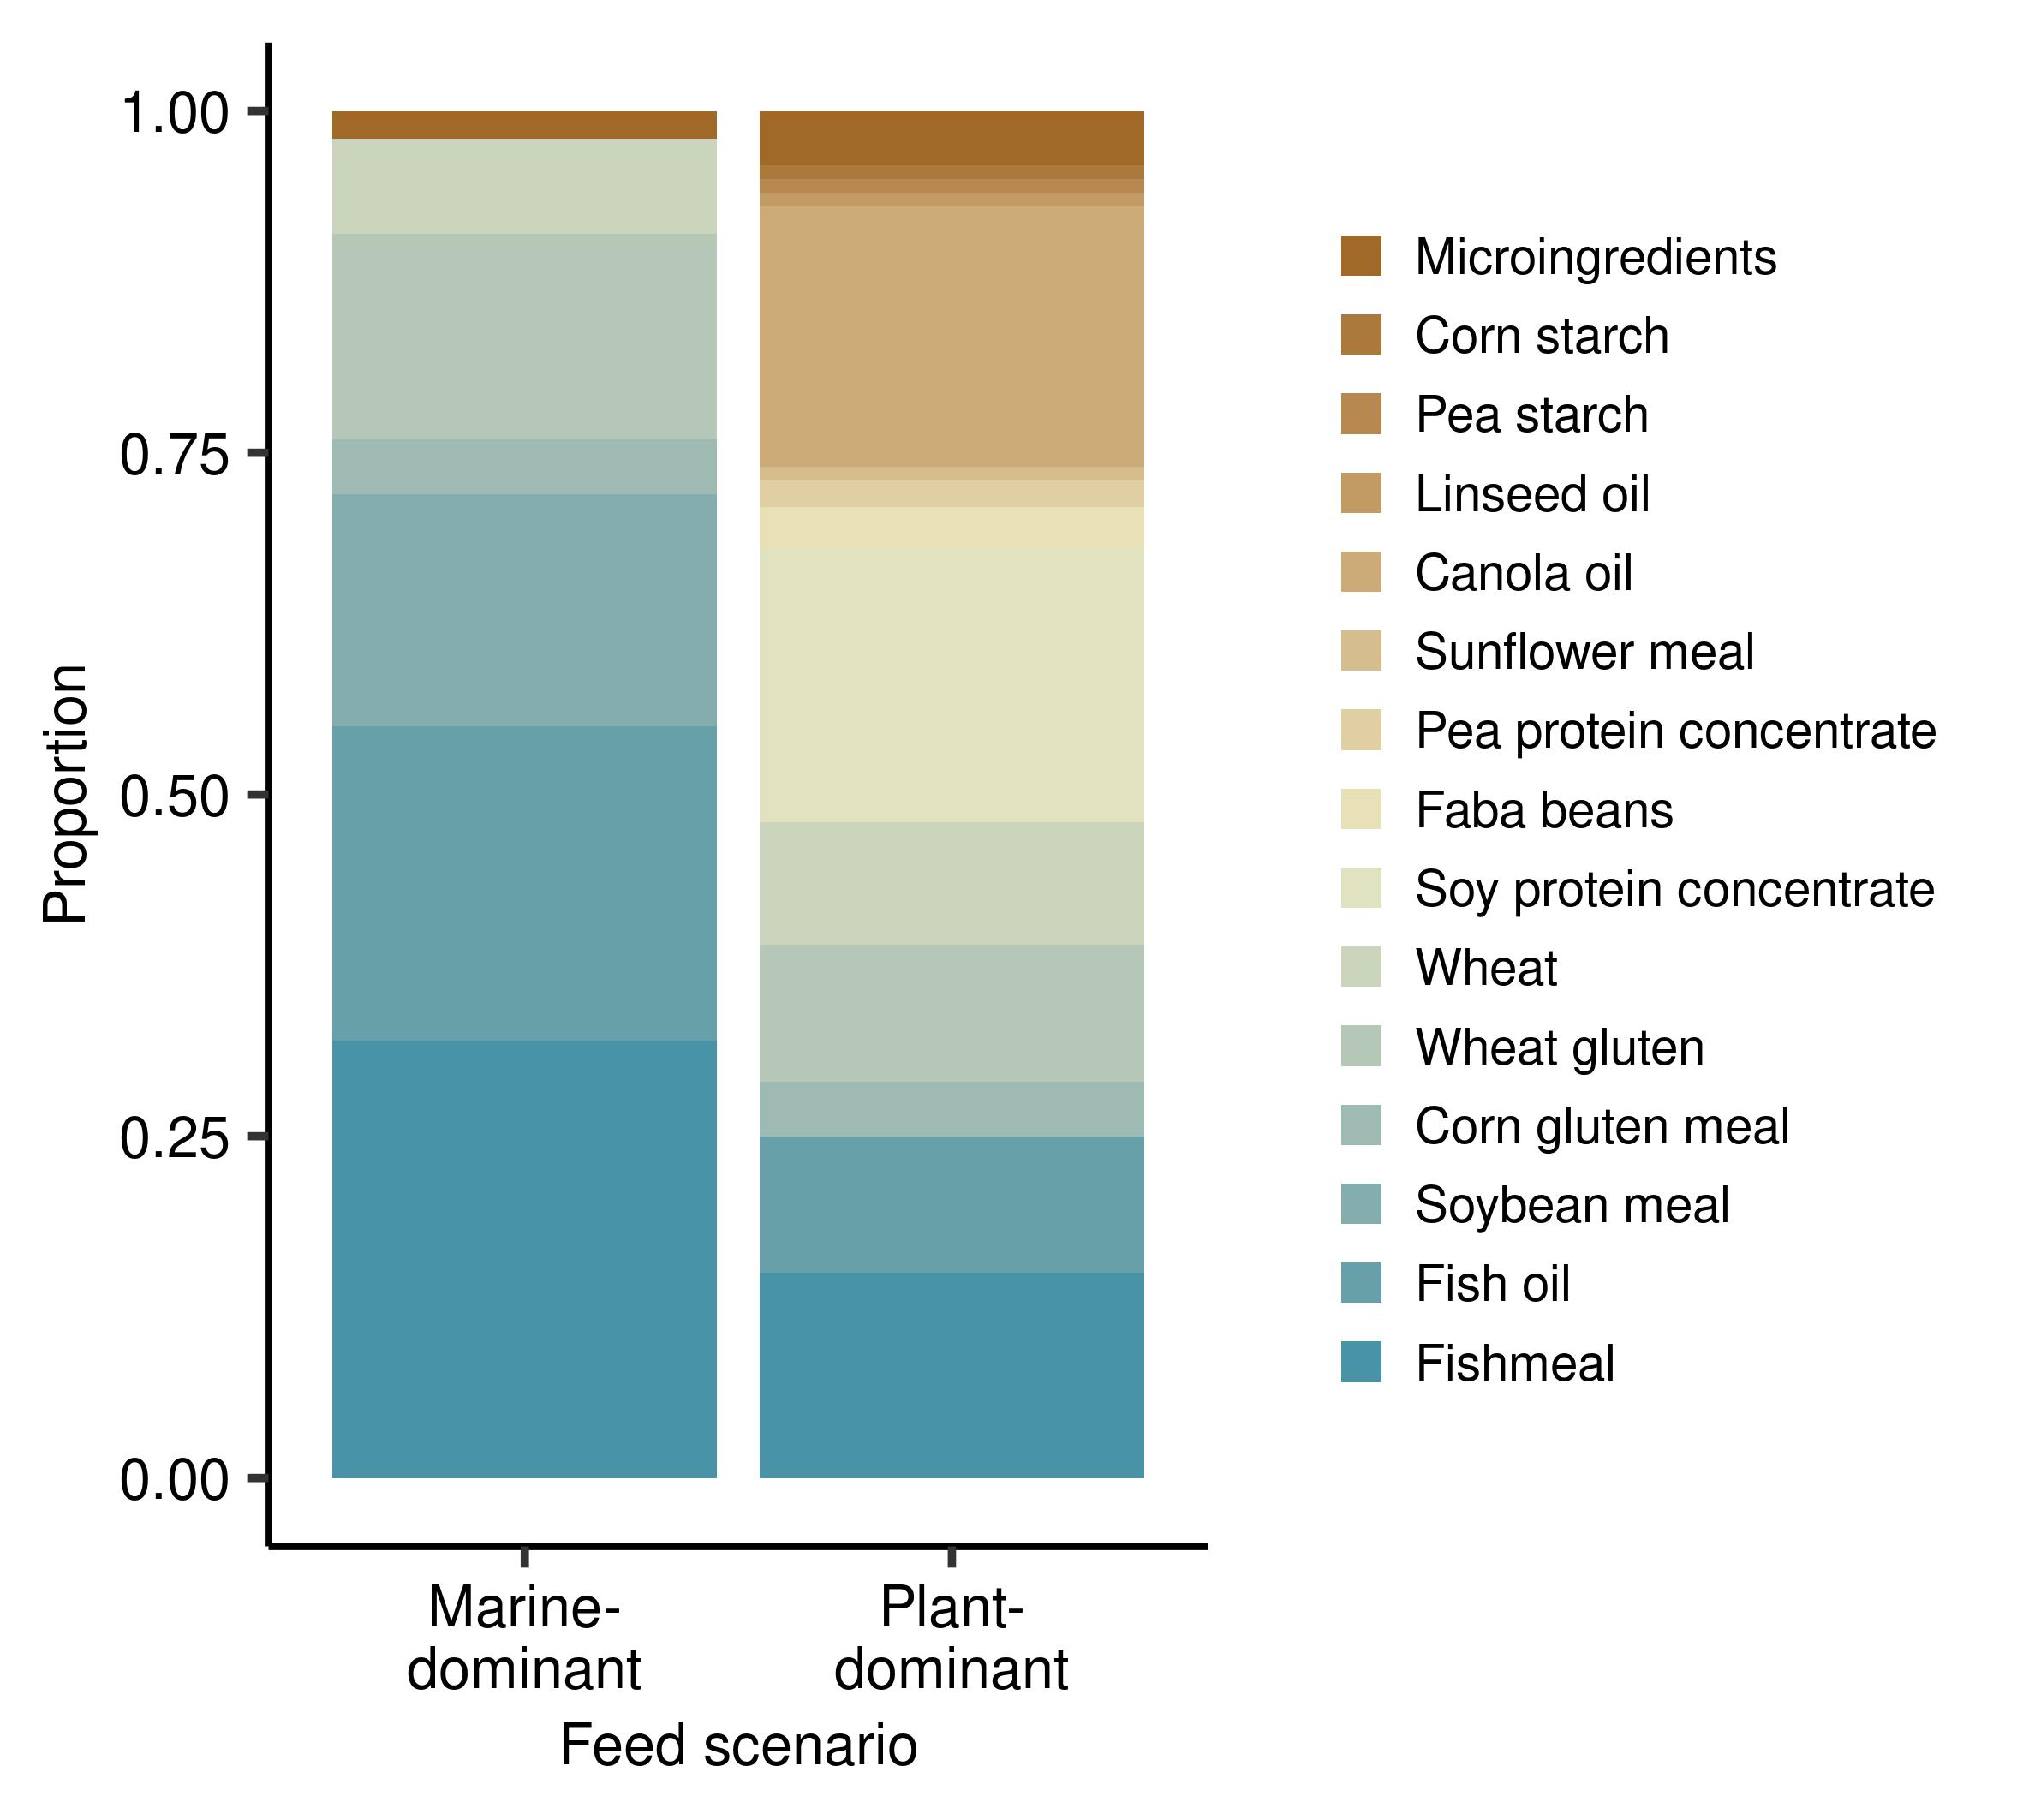 1.00
0.75
0.50
0.25
0.00
Proportion
Marine-
dominant
Plant-
dominant
Feed scenario
Microingredients
Corn starch
Pea starch
Linseed oil
Canola oil
Sunflower meal
Pea protein concentrate
Faba beans
Soy protein concentrate
Wheat
Wheat gluten
Corn gluten meal
Soybean meal
Fish oil
Fishmeal